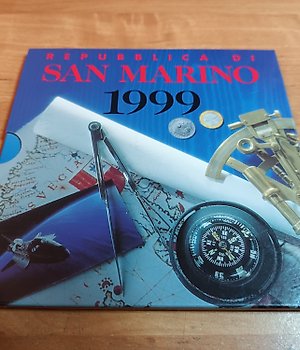 REPUBBLICA DI
SAN MARINO
1999